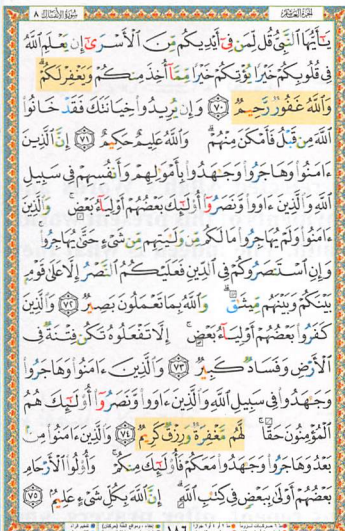 الجزء العاشر سورة الأنفال ٨
يَٰٓأَيُّهَا ٱلنَّبِيُّ قُل لِّمَن فِيٓ أَيْدِيكُم مِّنَ ٱلْأَسْرَىٰٓ إِن يَعْلَمِ ٱللَّهُ
فِي قُلُوبِكُمْ خَيْرًا يُؤْتِكُمْ خَيْرًا مِّمَّآ أُخِذَ مِنكُمْ وَيَغْفِرْ لَكُمْ
وَٱللَّهُ غَفُورٌ رَّحِيمٌ ٧٠ وَإِن يُرِيدُوا۟ خِيَانَتَكَ فَقَدْ خَانُوا۟
ٱللَّهَ مِن قَبْلُ فَأَمْكَنَ مِنْهُمْ وَٱللَّهُ عَلِيمٌ حَكِيمٌ ٧١ إِنَّ ٱلَّذِينَ
ءَامَنُوا۟ وَهَاجَرُوا۟ وَجَٰهَدُوا۟ بِأَمْوَٰلِهِمْ وَأَنفُسِهِمْ فِي سَبِيلِ
ٱللَّهِ وَٱلَّذِينَ ءَاوَوا۟ وَّنَصَرُوٓا۟ أُو۟لَٰٓئِكَ بَعْضُهُمْ أَوْلِيَآءُ بَعْضٍ وَٱلَّذِينَ
ءَامَنُوا۟ وَلَمْ يُهَاجِرُوا۟ مَا لَكُم مِّن وَلَٰيَتِهِم مِّن شَيْءٍ حَتَّىٰ يُهَاجِرُوا۟
وَإِنِ ٱسْتَنصَرُوكُمْ فِي ٱلدِّينِ فَعَلَيْكُمُ ٱلنَّصْرُ إِلَّا عَلَىٰ قَوْمٍۭ
بَيْنَكُمْ وَبَيْنَهُم مِّيثَٰقٌ وَٱللَّهُ بِمَا تَعْمَلُونَ بَصِيرٌ ٧٢ وَٱلَّذِينَ
كَفَرُوا۟ بَعْضُهُمْ أَوْلِيَآءُ بَعْضٍ إِلَّا تَفْعَلُوهُ تَكُن فِتْنَةٌ فِي
ٱلْأَرْضِ وَفَسَادٌ كَبِيرٌ ٧٣ وَٱلَّذِينَ ءَامَنُوا۟ وَهَاجَرُوا۟
وَجَٰهَدُوا۟ فِي سَبِيلِ ٱللَّهِ وَٱلَّذِينَ ءَاوَوا۟ وَّنَصَرُوٓا۟ أُو۟لَٰٓئِكَ هُمُ
ٱلْمُؤْمِنُونَ حَقًّا لَّهُم مَّغْفِرَةٌ وَرِزْقٌ كَرِيمٌ ٧٤ وَٱلَّذِينَ ءَامَنُوا۟ مِنۢ
بَعْدُ وَهَاجَرُوا۟ وَجَٰهَدُوا۟ مَعَكُمْ فَأُو۟لَٰٓئِكَ مِنكُمْ وَأُو۟لُوا۟ ٱلْأَرْحَامِ
بَعْضُهُمْ أَوْلَىٰ بِبَعْضٍ فِي كِتَٰبِ ٱللَّهِ إِنَّ ٱللَّهَ بِكُلِّ شَيْءٍ عَلِيمٌۢ ٧٥
١٨٦